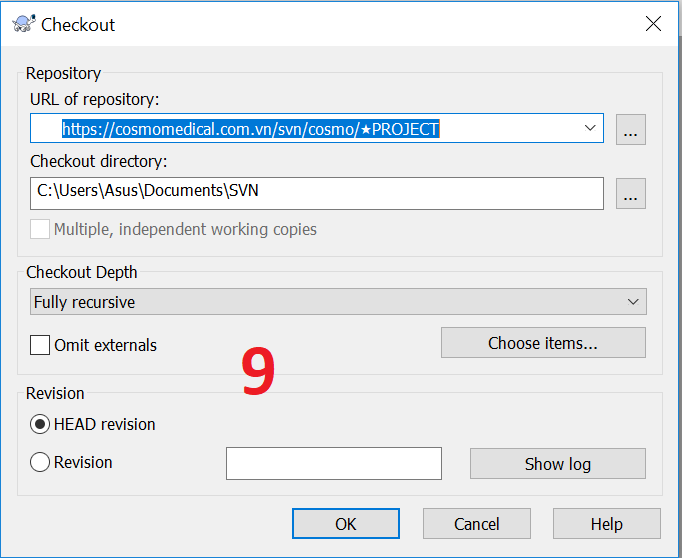 Checkout
Repository
URL of repository:
https://cosmomedical.com.vn/svn/cosmo/★PROJECT
...
Checkout directory:
C:\Users\Asus\Documents\SVN
...
Multiple, independent working copies
Checkout Depth
Fully recursive
Omit externals
Choose items...
9
Revision
HEAD revision
Revision
Show log
OK
Cancel
Help